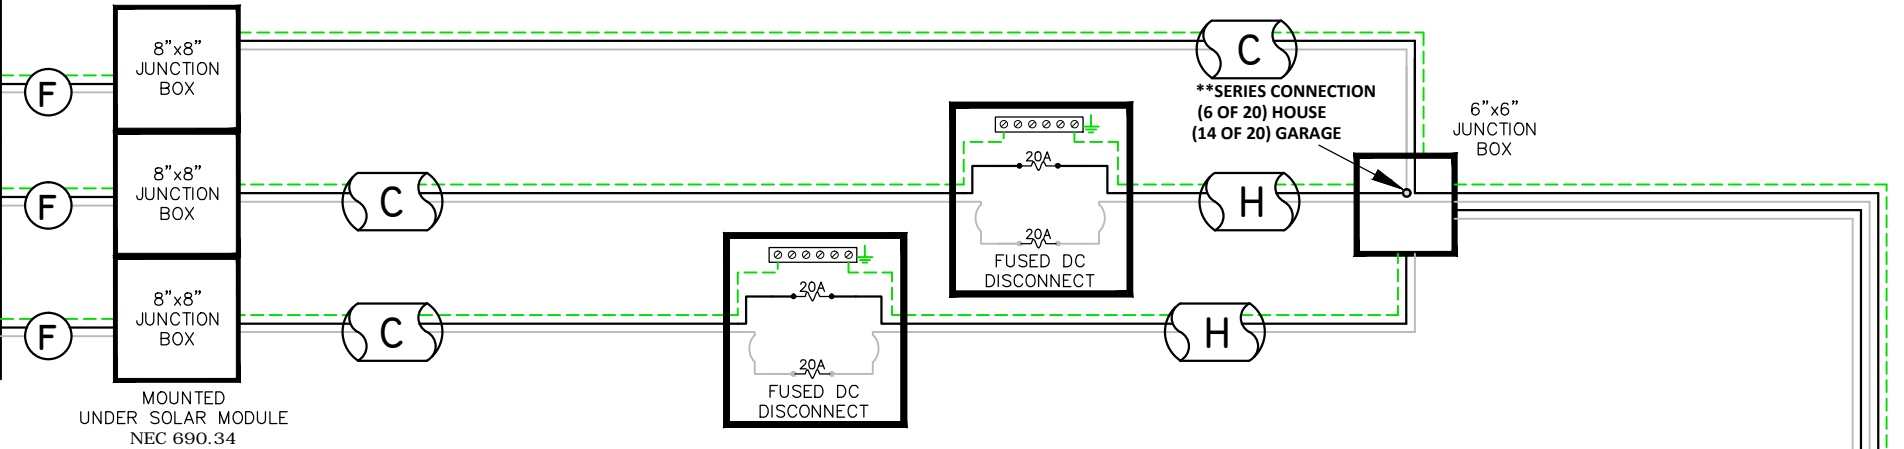 8"x8"
JUNCTION
BOX
F
C
**SERIES CONNECTION
(6 OF 20) HOUSE
(14 OF 20) GARAGE
6"x6"
JUNCTION
BOX
8"x8"
JUNCTION
BOX
F
C
20A
20A
FUSED DC
DISCONNECT
H
8"x8"
JUNCTION
BOX
F
C
20A
20A
FUSED DC
DISCONNECT
H
MOUNTED
UNDER SOLAR MODULE
NEC 690.34